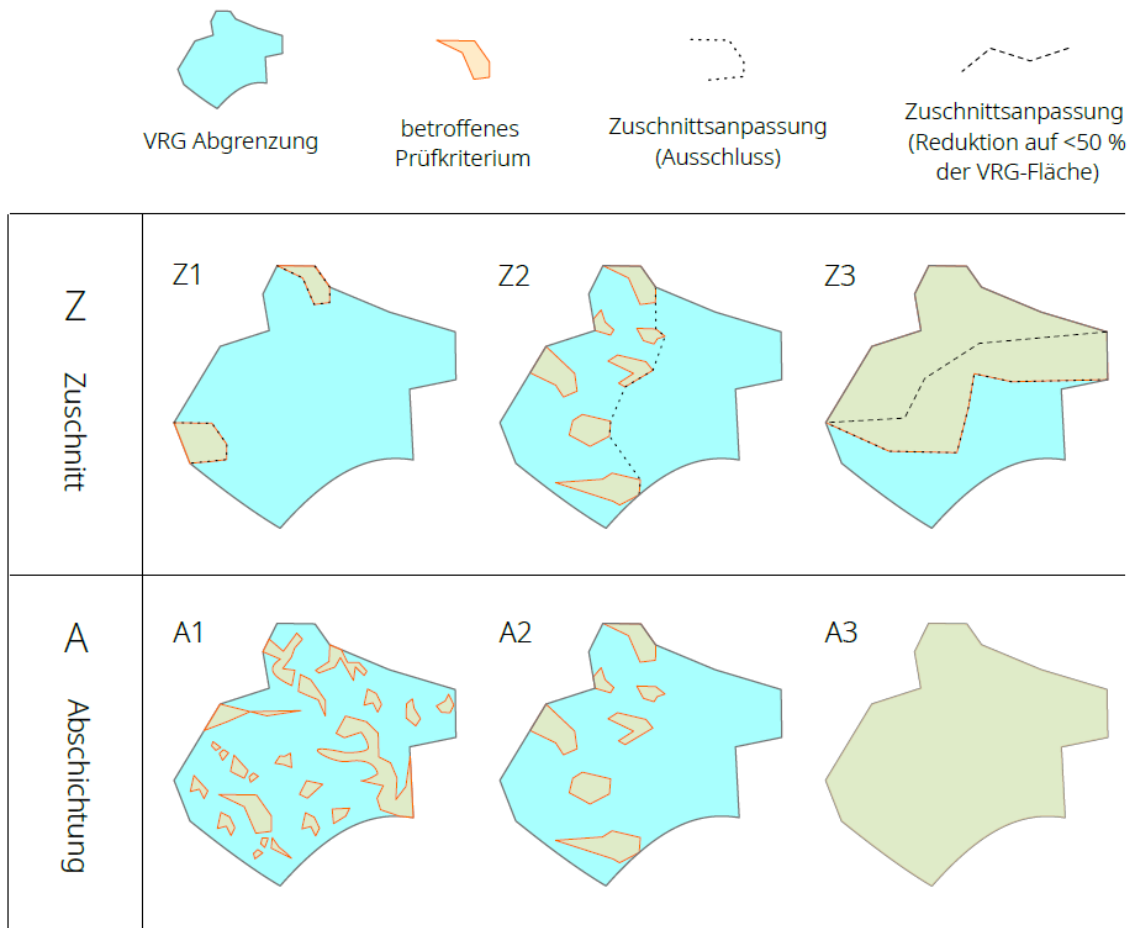 VRG Abgrenzung
betroffenes
Prüfkriterium
Zuschnittsanpassung
(Ausschluss)
Zuschnittsanpassung
(Reduktion auf <50 %
der VRG-Fläche)
Z
Zuschnitt
Z1
Z2
Z3
A
Abschichtung
A1
A2
A3